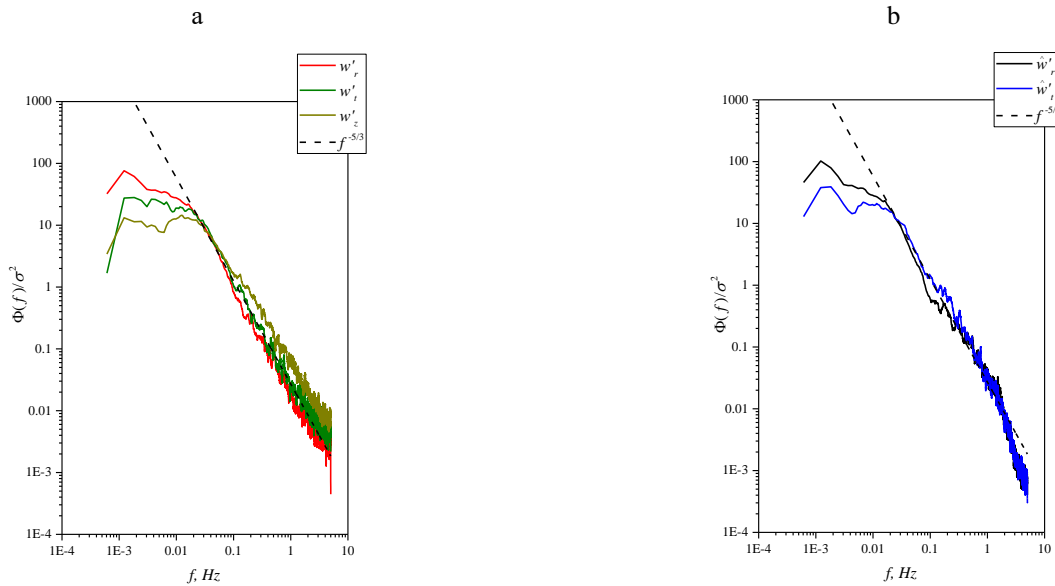 a
w'r
w't
w'z
f^-5/3
1000
100
10
1
0.1
0.01
1E-3
1E-4
Φ(f)/σ²
1E-4 1E-3 0.01 0.1 1 10
f, Hz
b
ŵ'r
ŵ't
f^-5/
1000
100
10
1
0.1
0.01
1E-3
1E-4
Φ(f)/σ²
1E-4 1E-3 0.01 0.1 1 10
f, Hz